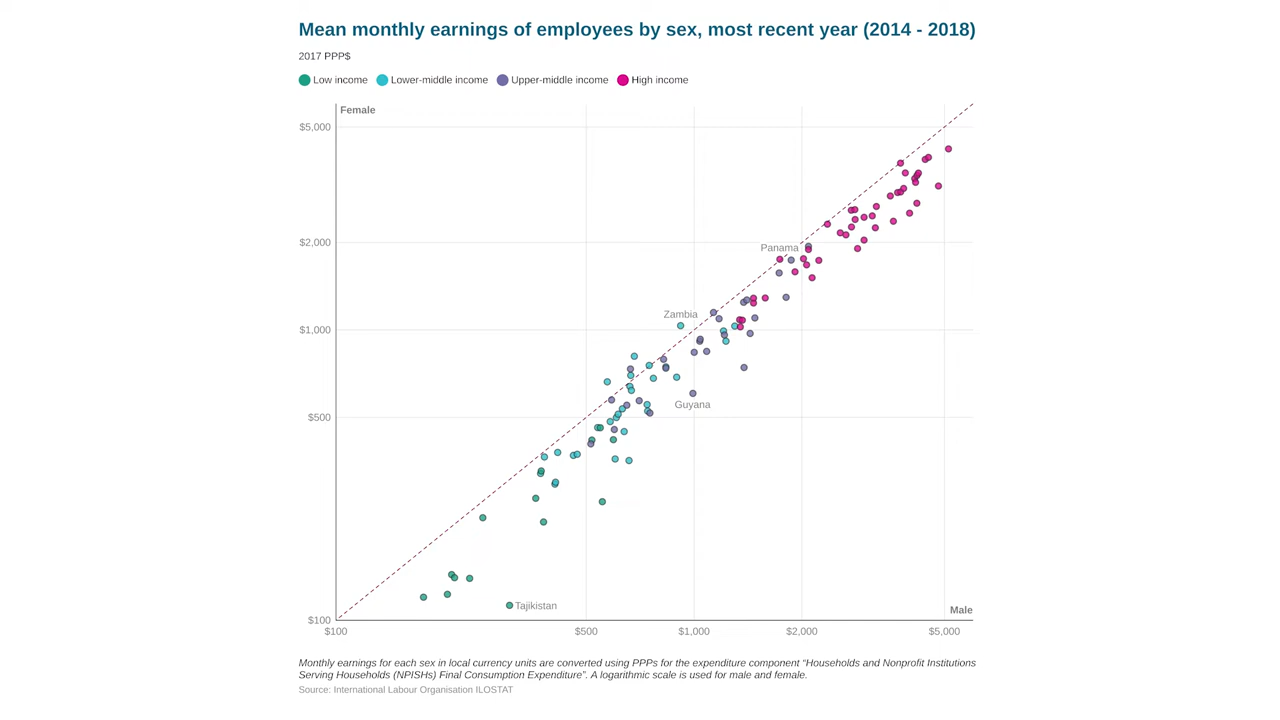 Mean monthly earnings of employees by sex, most recent year (2014 - 2018)
2017 PPP$
Low income Lower-middle income Upper-middle income High income
Female
$5,000
$2,000
Panama
Zambia
$1,000
Guyana
$500
Tajikistan
Male
$100
$100 $500 $1,000 $2,000 $5,000
Monthly earnings for each sex in local currency units are converted using PPPs for the expenditure component “Households and Nonprofit Institutions
Serving Households (NPISHs) Final Consumption Expenditure”. A logarithmic scale is used for male and female.
Source: International Labour Organisation ILOSTAT